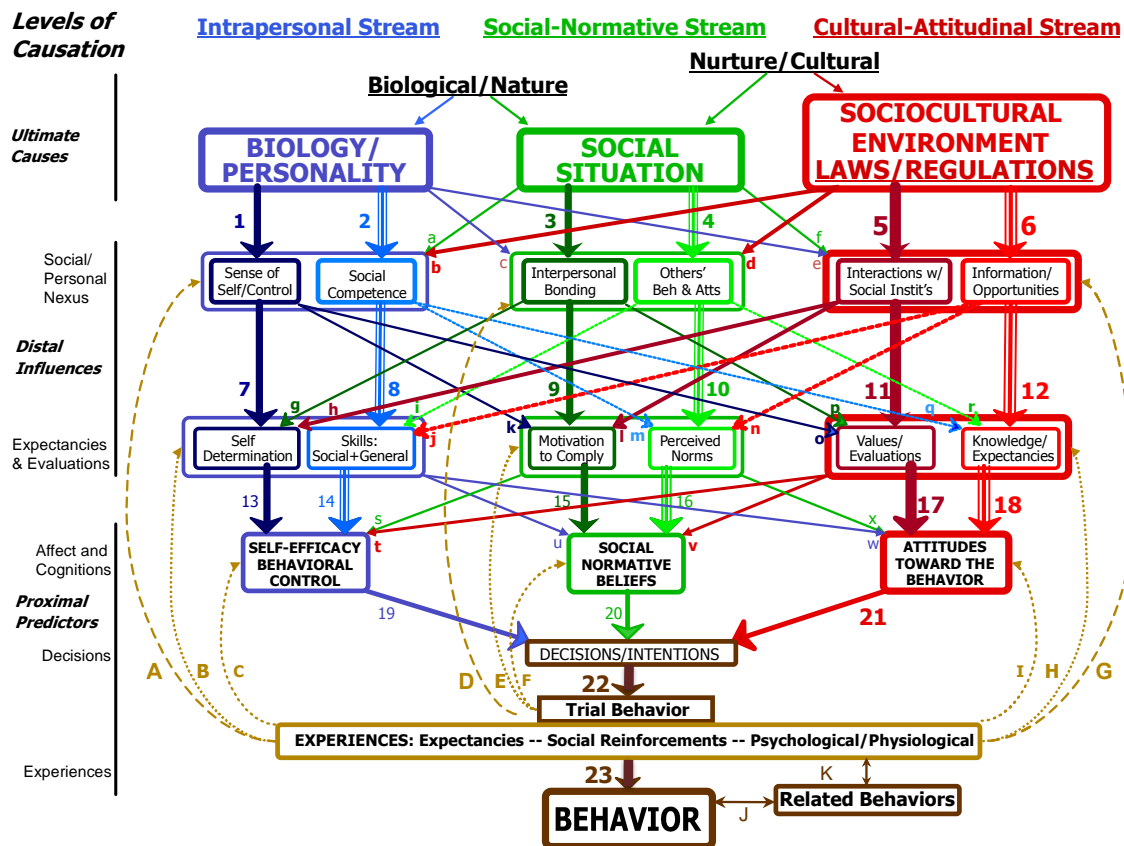 Levels of
Causation
Intrapersonal Stream
Social-Normative Stream
Cultural-Attitudinal Stream
Nurture/Cultural
Biological/Nature
Ultimate
Causes
BIOLOGY/
PERSONALITY
SOCIAL
SITUATION
SOCIOCULTURAL
ENVIRONMENT
LAWS/REGULATIONS
1
2
a
b
c
3
4
d
f
e
5
6
Social/
Personal
Nexus
Sense of
Self/Control
Social
Competence
Interpersonal
Bonding
Others'
Beh & Atts
Interactions w/
Social Instit's
Information/
Opportunities
Distal
Influences
7
g
h
8
i
j
k
9
l
m
10
n
o
p
11
q
r
12
Expectancies
& Evaluations
Self
Determination
Skills:
Social+General
Motivation
to Comply
Perceived
Norms
Values/
Evaluations
Knowledge/
Expectancies
13
14
s
t
u
15
16
v
w
x
17
18
Affect and
Cognitions
SELF-EFFICACY
BEHAVIORAL
CONTROL
SOCIAL
NORMATIVE
BELIEFS
ATTITUDES
TOWARD THE
BEHAVIOR
Proximal
Predictors
19
20
21
Decisions
DECISIONS/INTENTIONS
A
B
C
D
E
F
I
H
G
22
Trial Behavior
EXPERIENCES: Expectancies -- Social Reinforcements -- Psychological/Physiological
Experiences
23
K
BEHAVIOR
J
Related Behaviors